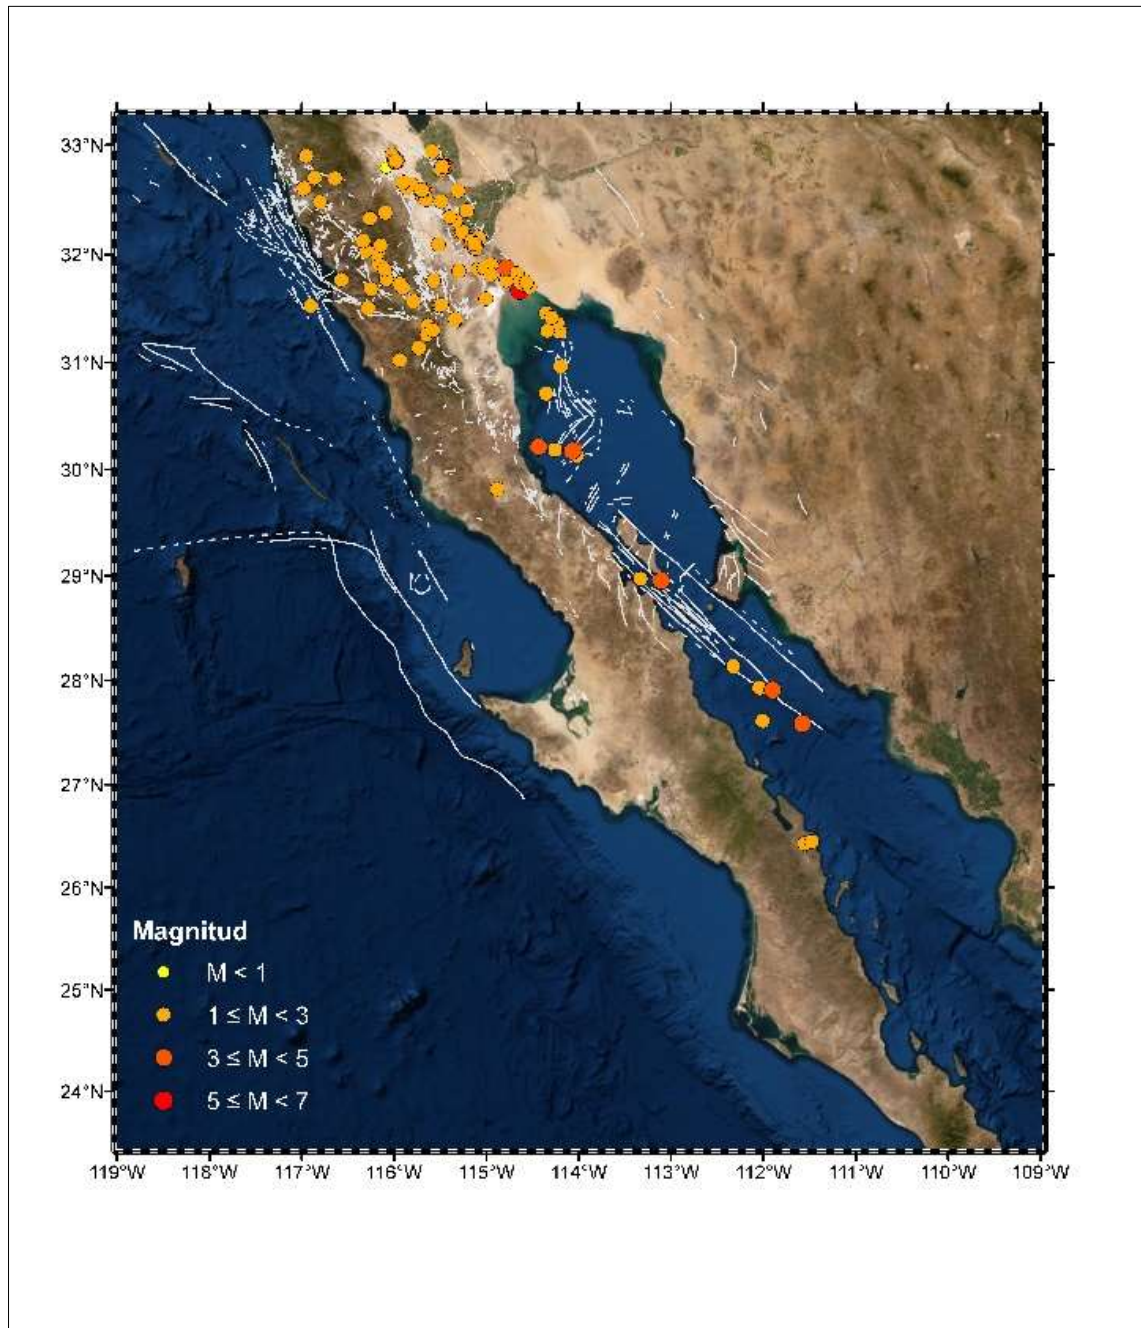 33°N
32°N
31°N
30°N
29°N
28°N
27°N
26°N
25°N
24°N
Magnitud
M < 1
1 ≤ M < 3
3 ≤ M < 5
5 ≤ M < 7
119°W 118°W 117°W 116°W 115°W 114°W 113°W 112°W 111°W 110°W 109°W